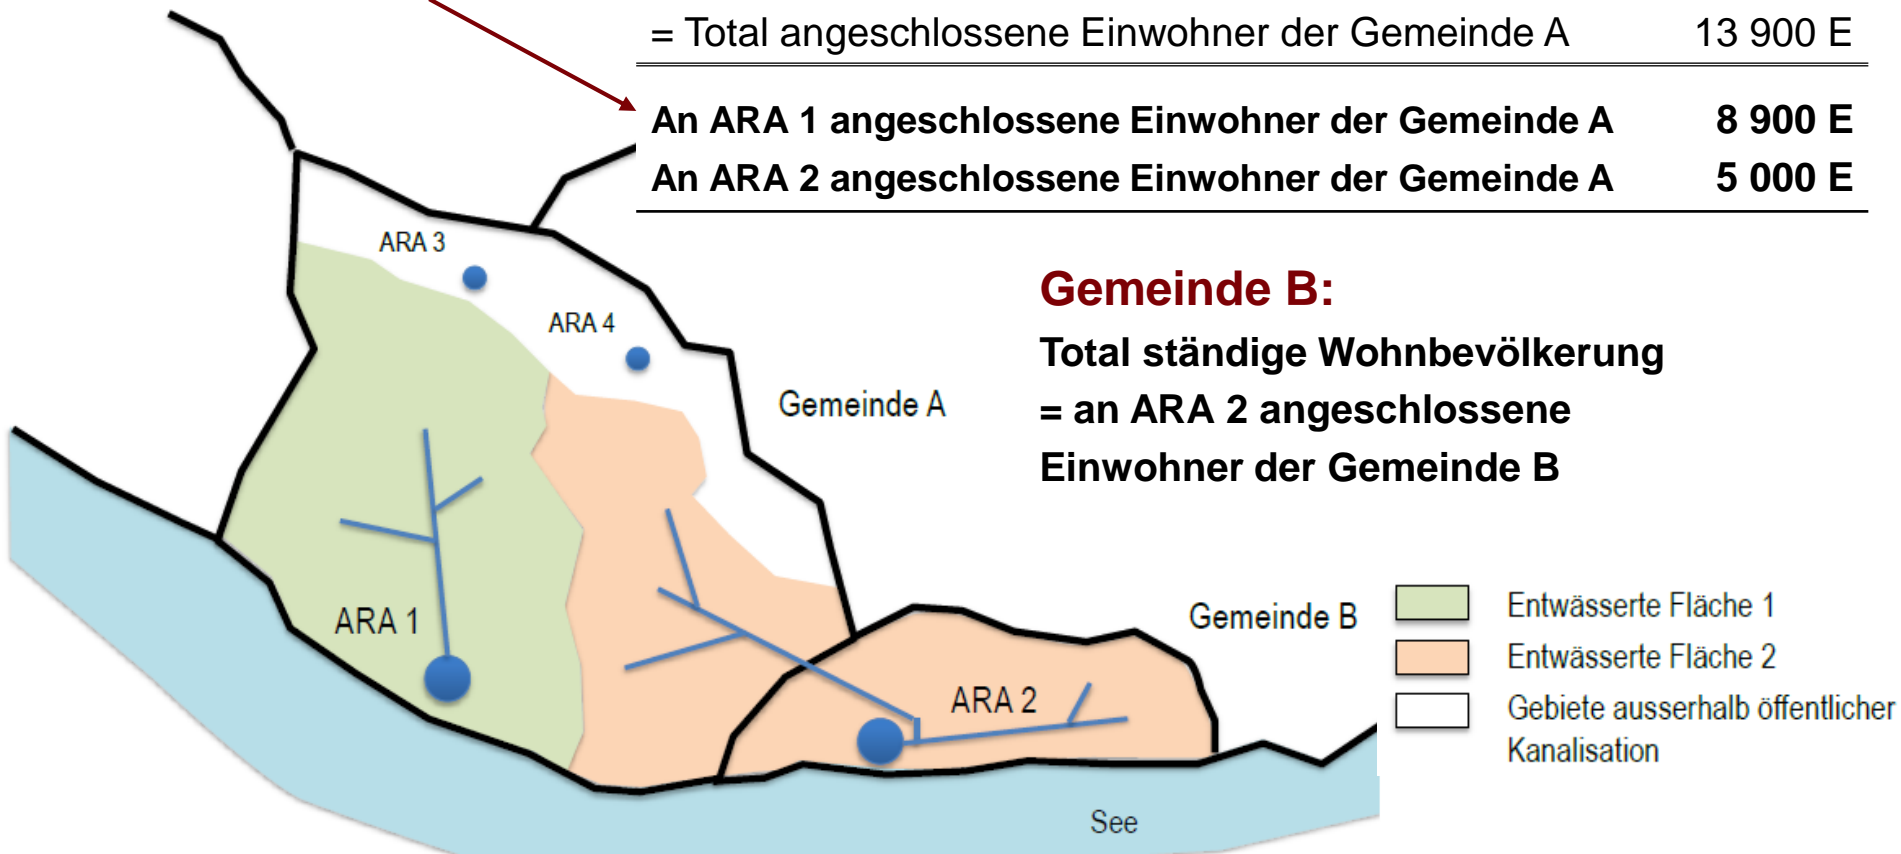 = Total angeschlossene Einwohner der Gemeinde A 13 900 E
An ARA 1 angeschlossene Einwohner der Gemeinde A 8 900 E
An ARA 2 angeschlossene Einwohner der Gemeinde A 5 000 E
ARA 3
ARA 4
Gemeinde A
Gemeinde B:
Total ständige Wohnbevölkerung
= an ARA 2 angeschlossene
Einwohner der Gemeinde B
ARA 1
ARA 2
Gemeinde B
See
Entwässerte Fläche 1
Entwässerte Fläche 2
Gebiete ausserhalb öffentlicher
Kanalisation